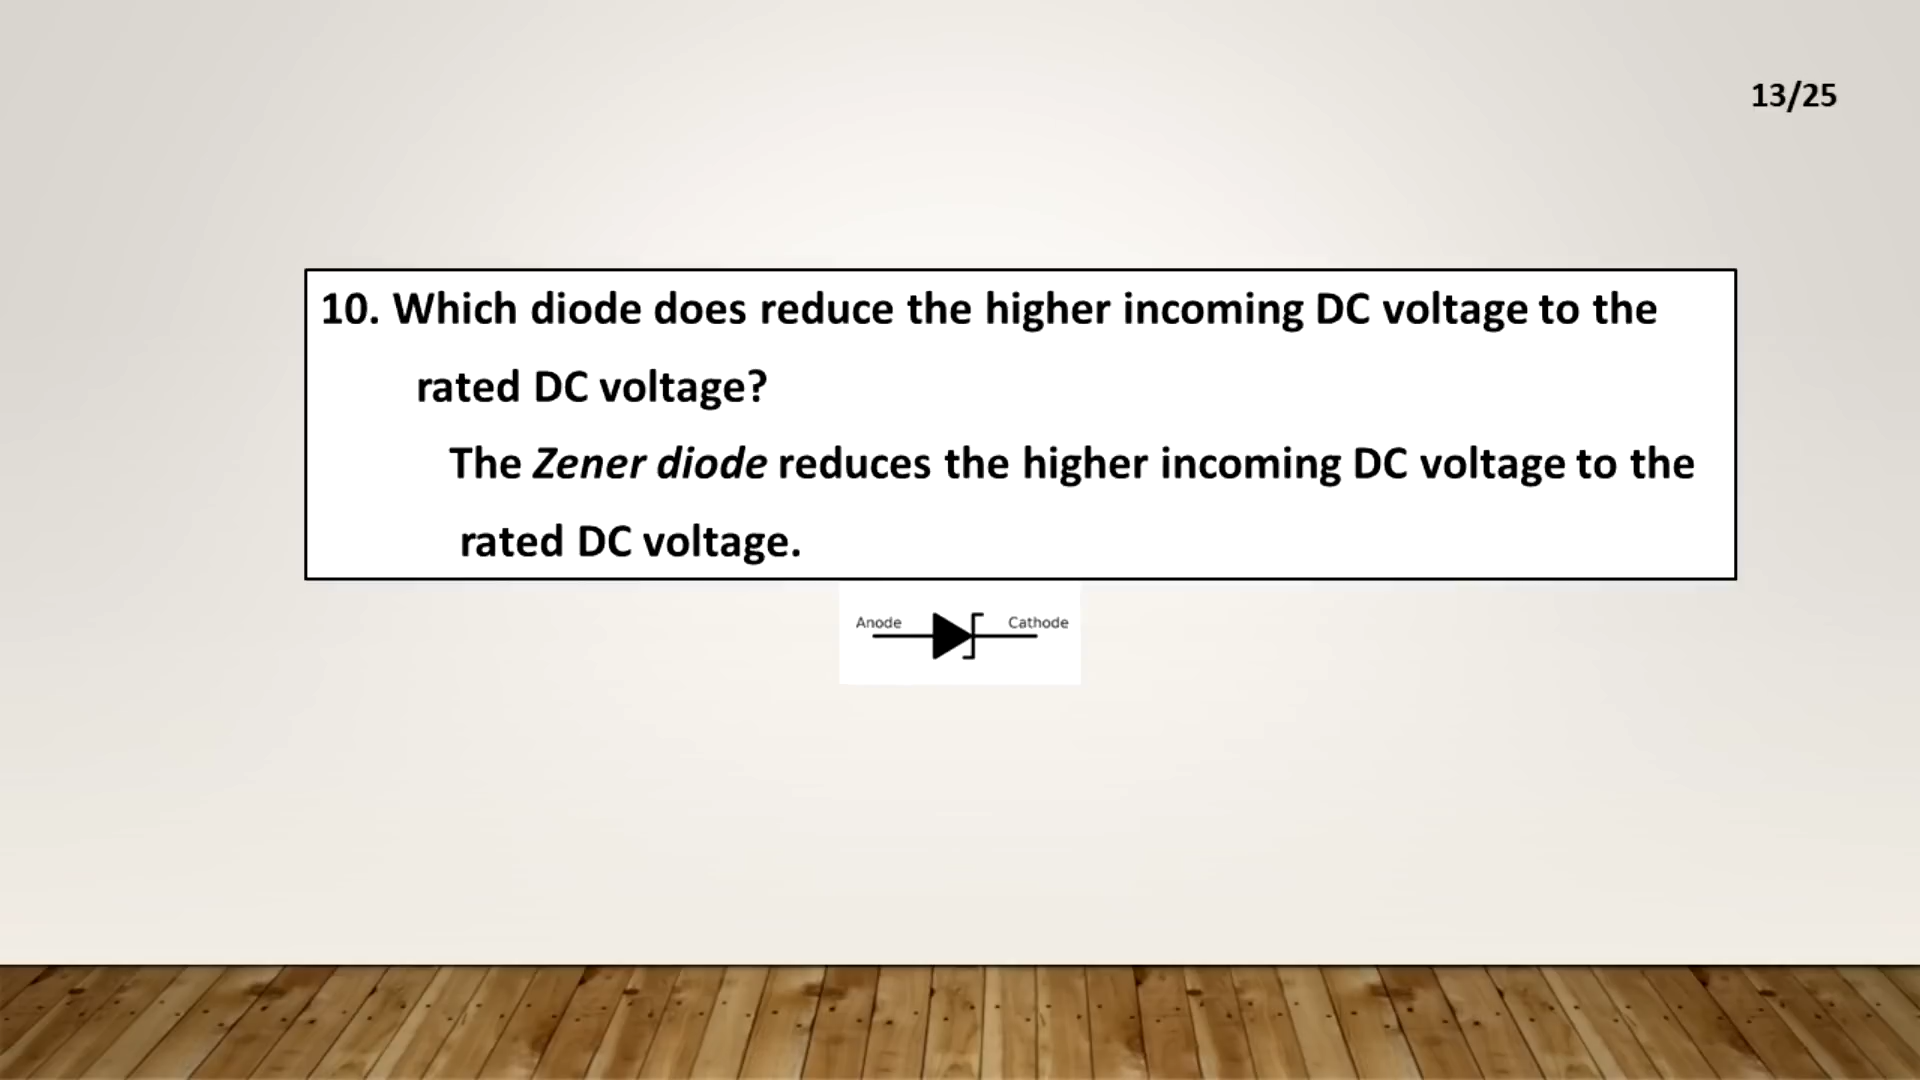 13/25
10. Which diode does reduce the higher incoming DC voltage to the
rated DC voltage?
The Zener diode reduces the higher incoming DC voltage to the
rated DC voltage.
Anode Cathode